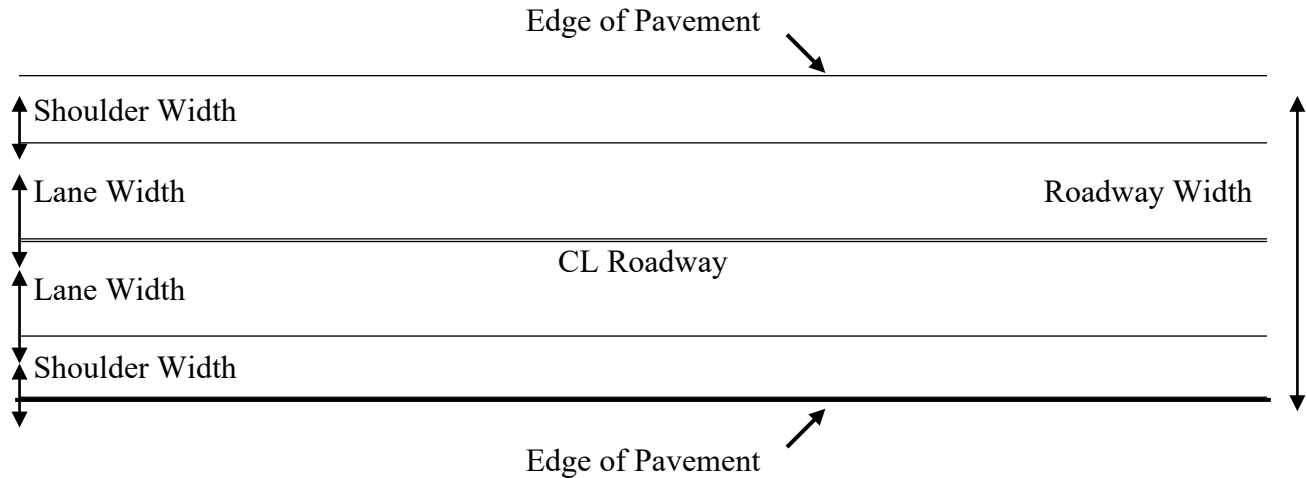 Edge of Pavement
Shoulder Width
Lane Width
Roadway Width
CL Roadway
Lane Width
Shoulder Width
Edge of Pavement